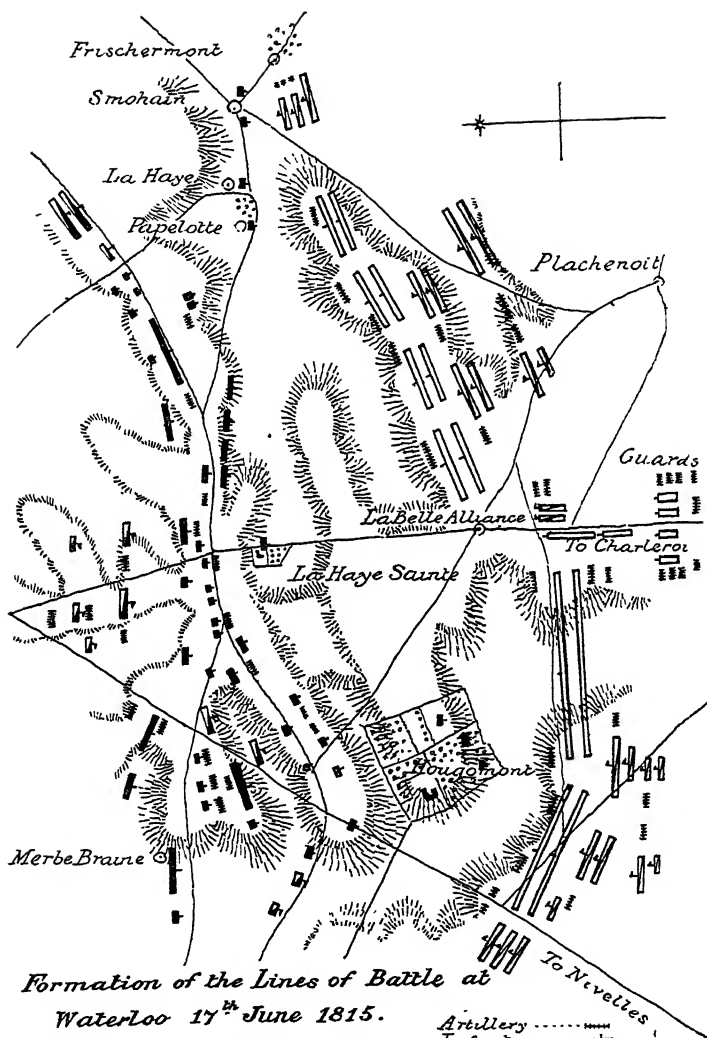 Frischermont
Smohain
La Haye
Papelotte
Plachenoit
Guards
La Belle Alliance
To Charleroi
La Haye Sainte
Hougomont
Merbe Braine
To Nivelles
Formation of the Lines of Battle at
Waterloo 17th June 1815.
Artillery